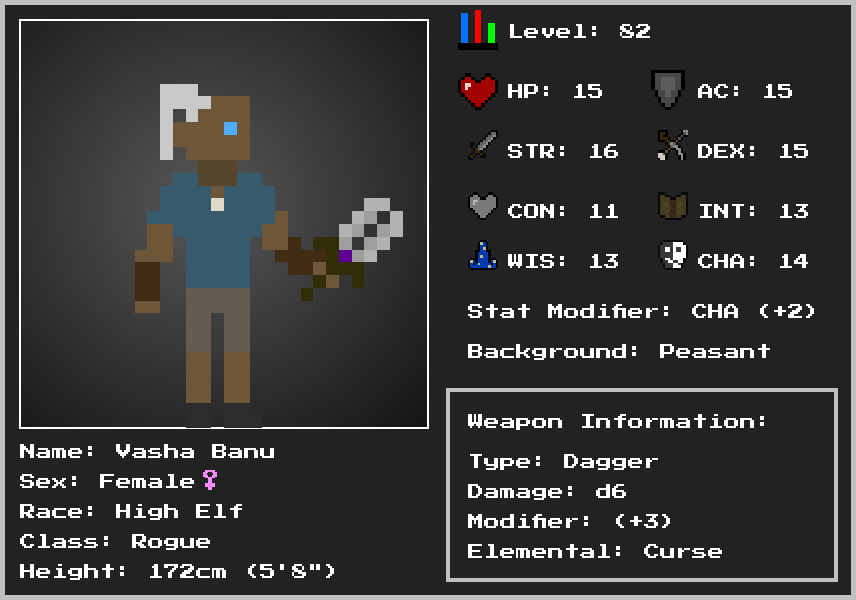 Level: 82
HP: 15
AC: 15
STR: 16
DEX: 15
CON: 11
INT: 13
WIS: 13
CHA: 14
Stat Modifier: CHA (+2)
Background: Peasant
Weapon Information:
Type: Dagger
Damage: d6
Modifier: (+3)
Elemental: Curse
Name: Vasha Banu
Sex: Female♀
Race: High Elf
Class: Rogue
Height: 172cm (5'8")